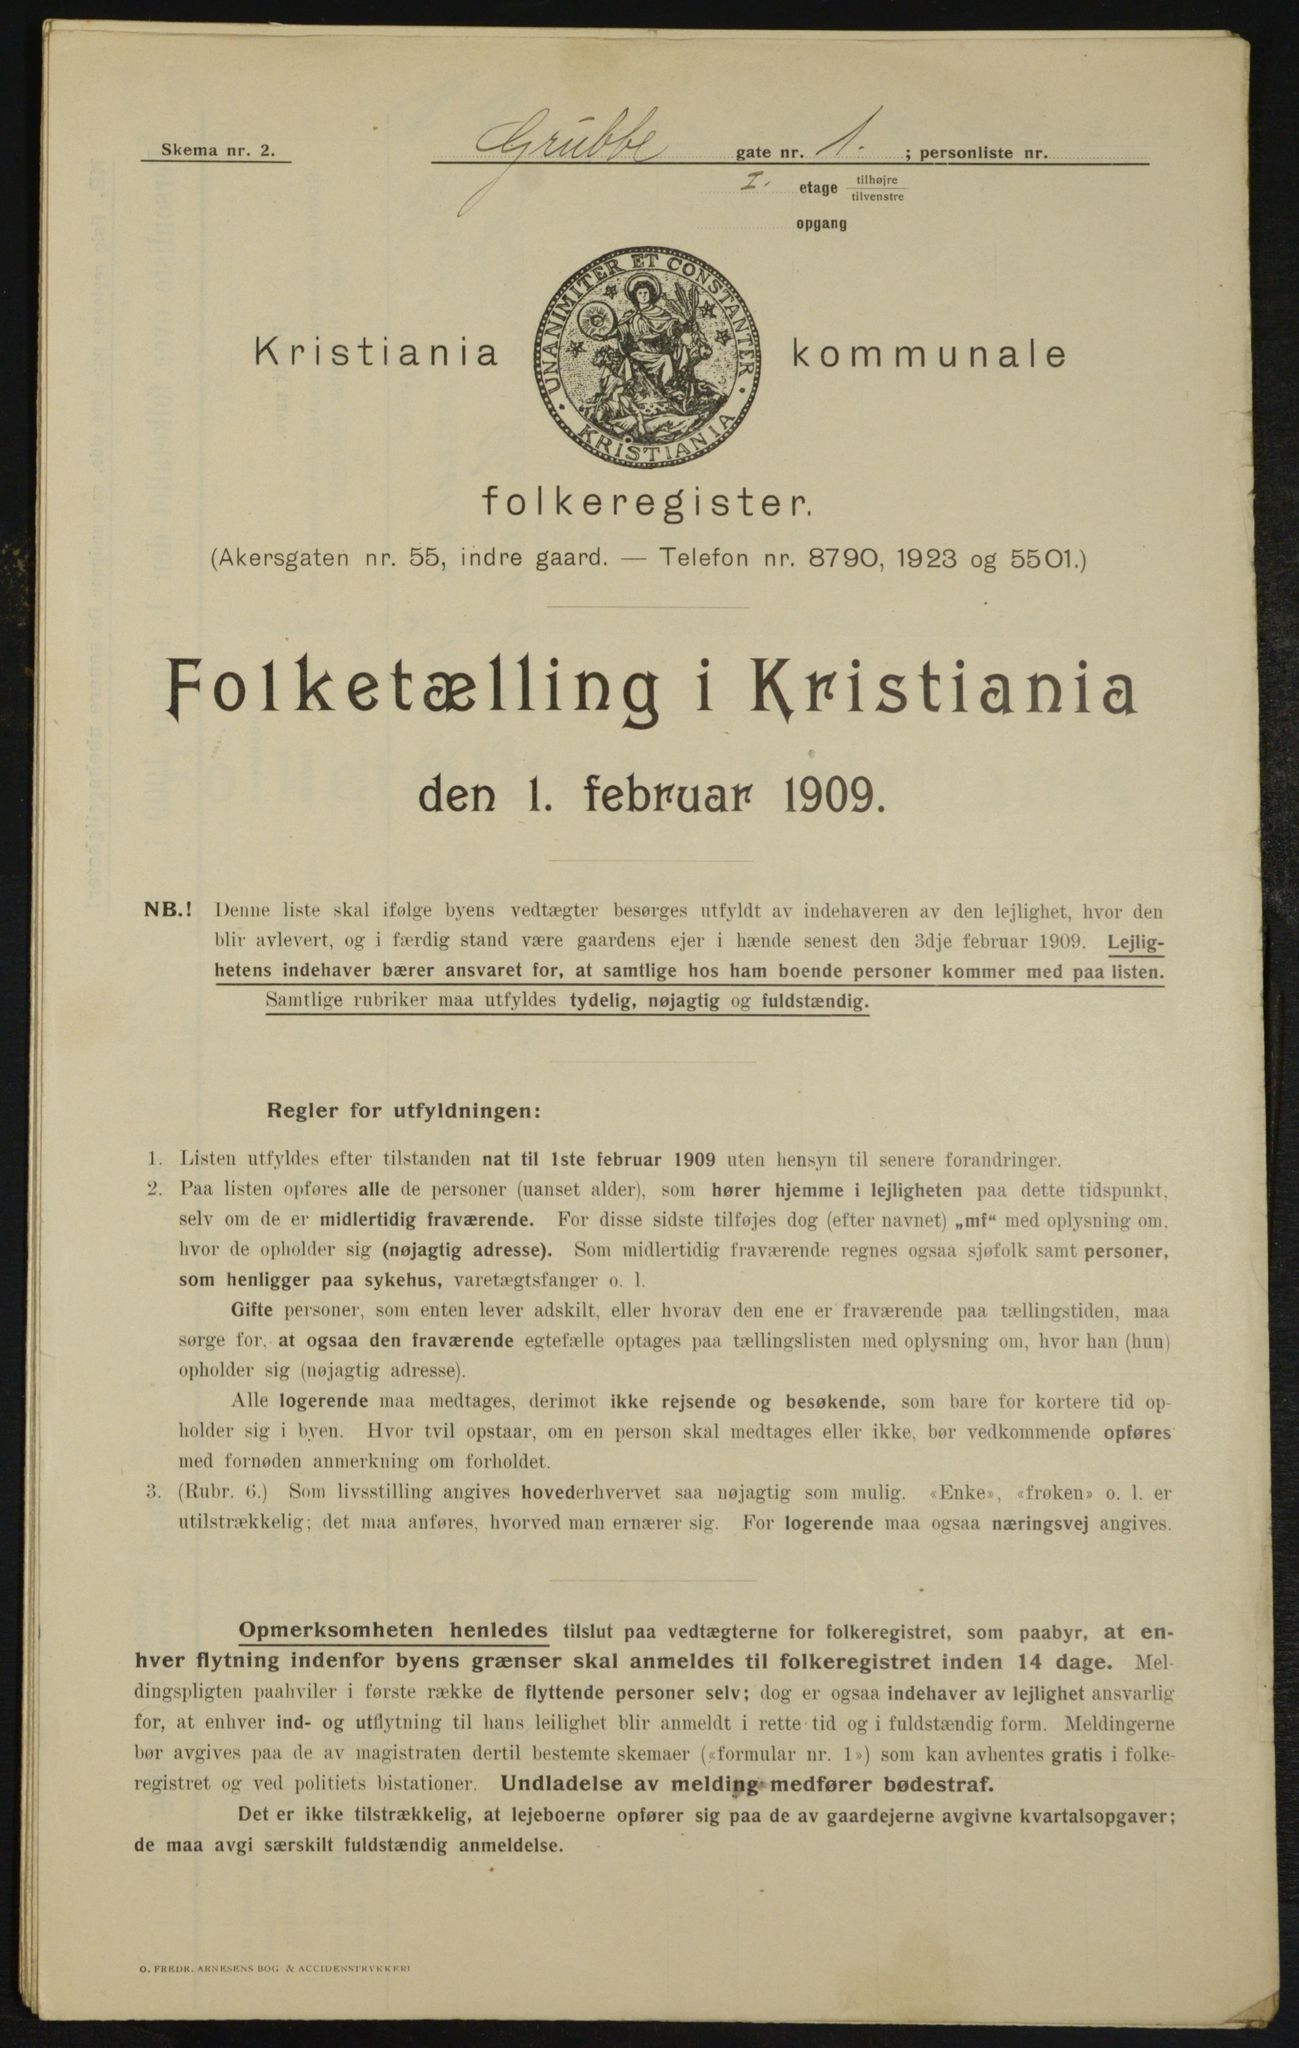 Skema nr. 2.
Grubbe gate nr. 1. ; personliste nr.
I. etage tilhøjre
tilvenstre
opgang
UNANIMITER ET CONSTANTER · KRISTIANIA ·
Kristiania kommunale
folkeregister.
(Akersgaten nr. 55, indre gaard. — Telefon nr. 8790, 1923 og 5501.)
Folketælling i Kristiania
den 1. februar 1909.
NB.! Denne liste skal ifølge byens vedtægter besørges utfyldt av indehaveren av den lejlighet, hvor den
blir avlevert, og i færdig stand være gaardens ejer i hænde senest den 3dje februar 1909. Lejlig-
hetens indehaver bærer ansvaret for, at samtlige hos ham boende personer kommer med paa listen.
Samtlige rubriker maa utfyldes tydelig, nøjagtig og fuldstændig.
Regler for utfyldningen:
1. Listen utfyldes efter tilstanden nat til 1ste februar 1909 uten hensyn til senere forandringer.
2. Paa listen opføres alle de personer (uanset alder), som hører hjemme i lejligheten paa dette tidspunkt,
selv om de er midlertidig fraværende. For disse sidste tilføjes dog (efter navnet) „mf“ med oplysning om,
hvor de opholder sig (nøjagtig adresse). Som midlertidig fraværende regnes ogsaa sjøfolk samt personer,
som henligger paa sykehus, varetægtsfanger o. l.
Gifte personer, som enten lever adskilt, eller hvorav den ene er fraværende paa tællingstiden, maa
sørge for, at ogsaa den fraværende egtefælle optages paa tællingslisten med oplysning om, hvor han (hun)
opholder sig (nøjagtig adresse).
Alle logerende maa medtages, derimot ikke rejsende og besøkende, som bare for kortere tid op-
holder sig i byen. Hvor tvil opstaar, om en person skal medtages eller ikke, bør vedkommende opføres
med fornøden anmerkning om forholdet.
3. (Rubr. 6.) Som livsstilling angives hovederhvervet saa nøjagtig som mulig. «Enke», «frøken» o. l. er
utilstrækkelig; det maa anføres, hvorved man ernærer sig. For logerende maa ogsaa næringsvej angives.
Opmerksomheten henledes tilslut paa vedtægterne for folkeregistret, som paabyr, at en-
hver flytning indenfor byens grænser skal anmeldes til folkeregistret inden 14 dage. Mel-
dingspligten paahviler i første række de flyttende personer selv; dog er ogsaa indehaver av lejlighet ansvarlig
for, at enhver ind- og utflytning til hans leilighet blir anmeldt i rette tid og i fuldstændig form. Meldingerne
bør avgives paa de av magistraten dertil bestemte skemaer («formular nr. 1») som kan avhentes gratis i folke-
registret og ved politiets bistationer. Undladelse av melding medfører bødestraf.
Det er ikke tilstrækkelig, at lejeboerne opfører sig paa de av gaardejerne avgivne kvartalsopgaver;
de maa avgi særskilt fuldstændig anmeldelse.
O. FREDR. ARNESENS BOG- & ACCIDENSTRYKKERI